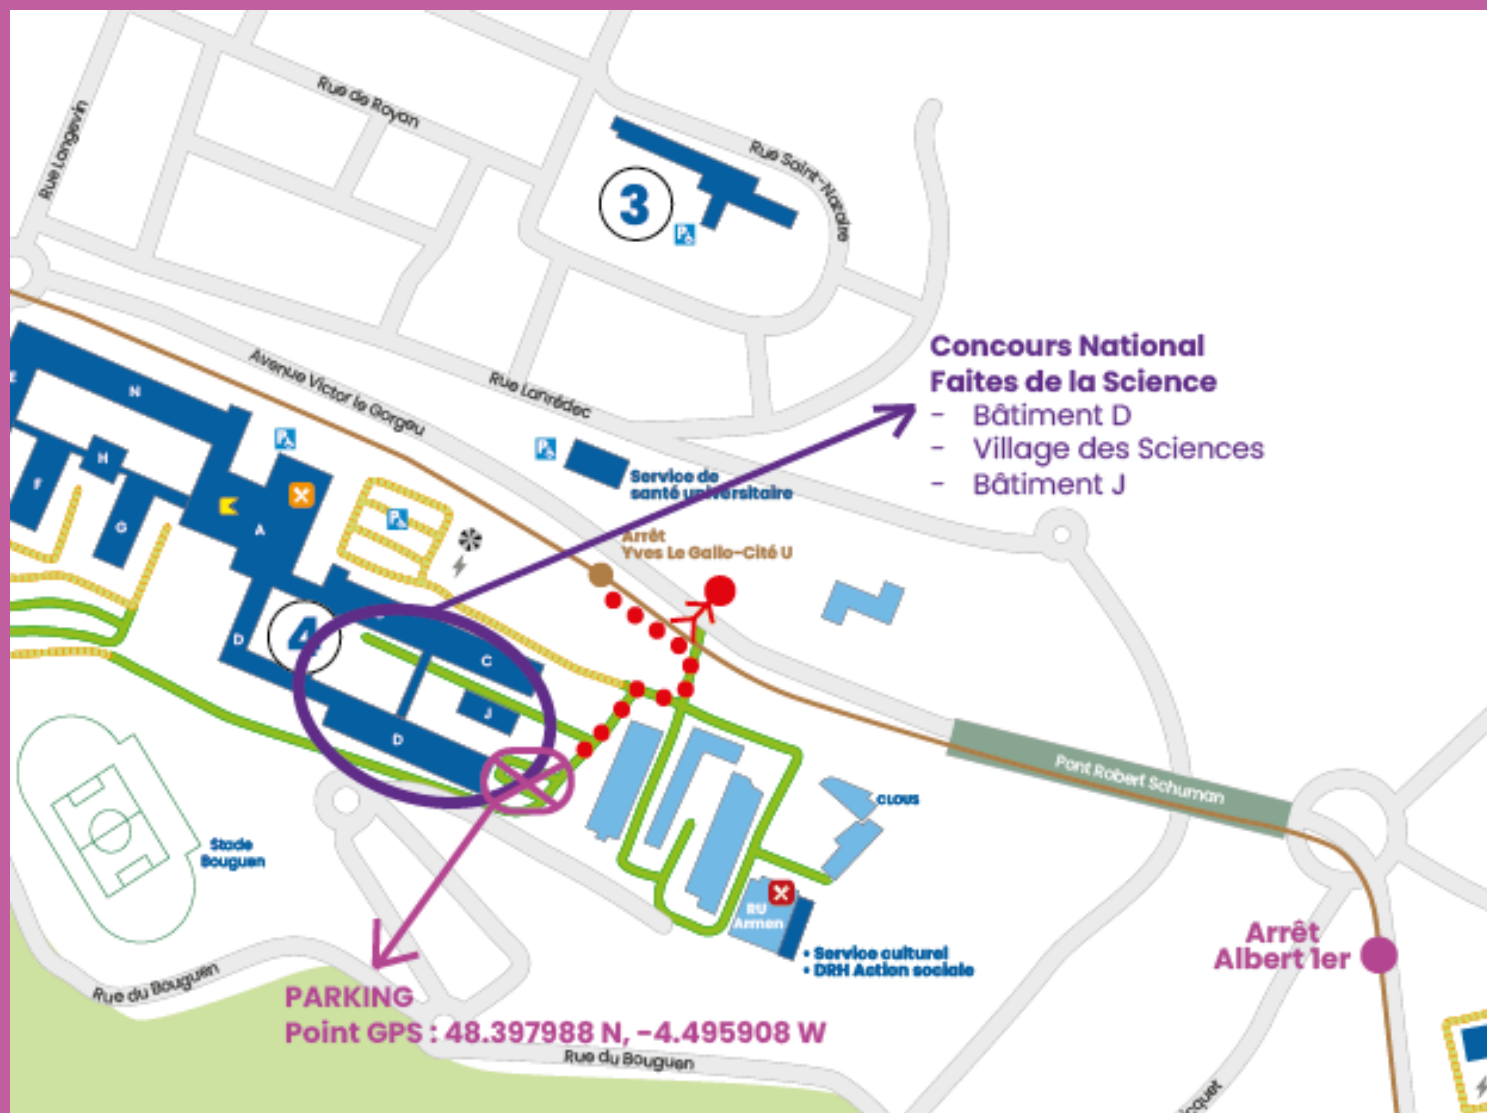 Rue Longevin
Rue de Royan
Rue Saint-Nazaire
3
P
Avenue Victor le Gorgeu
Rue Lanrédec
Concours National
Faites de la Science
- Bâtiment D
- Village des Sciences
- Bâtiment J
P
P
P
Service de
santé universitaire
Arrêt
Yves Le Gallo-Cité U
E
N
H
F
G
A
4
D
C
C
J
D
Pont Robert Schuman
CLOUS
Stade
Bouguen
RU
Armen
• Service culturel
• DRH Action sociale
Arrêt
Albert 1er
Rue du Bouguen
PARKING
Point GPS : 48.397988 N, -4.495908 W
Rue du Bouguen